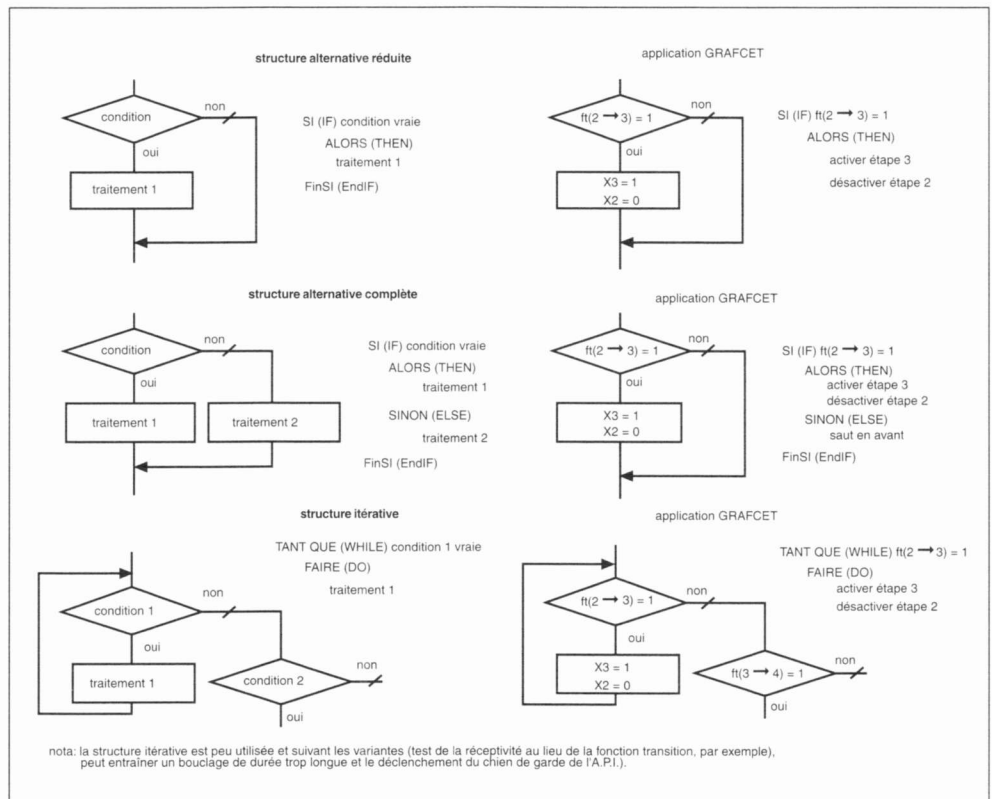 structure alternative réduite
condition
non
oui
traitement 1
SI (IF) condition vraie
ALORS (THEN)
traitement 1
FinSI (EndIF)
application GRAFCET
ft(2 → 3) = 1
non
oui
X3 = 1
X2 = 0
SI (IF) ft(2 → 3) = 1
ALORS (THEN)
activer étape 3
désactiver étape 2
structure alternative complète
condition
non
oui
traitement 1
traitement 2
SI (IF) condition vraie
ALORS (THEN)
traitement 1
SINON (ELSE)
traitement 2
FinSI (EndIF)
application GRAFCET
ft(2 → 3) = 1
non
oui
X3 = 1
X2 = 0
SI (IF) ft(2 → 3) = 1
ALORS (THEN)
activer étape 3
désactiver étape 2
SINON (ELSE)
saut en avant
FinSI (EndIF)
structure itérative
TANT QUE (WHILE) condition 1 vraie
FAIRE (DO)
traitement 1
condition 1
non
oui
traitement 1
condition 2
non
oui
application GRAFCET
TANT QUE (WHILE) ft(2 → 3) = 1
FAIRE (DO)
activer étape 3
désactiver étape 2
ft(2 → 3) = 1
non
oui
X3 = 1
X2 = 0
ft(3 → 4) = 1
non
oui
nota: la structure itérative est peu utilisée et suivant les variantes (test de la réceptivité au lieu de la fonction transition, par exemple),
peut entraîner un bouclage de durée trop longue et le déclenchement du chien de garde de l'A.P.I.).